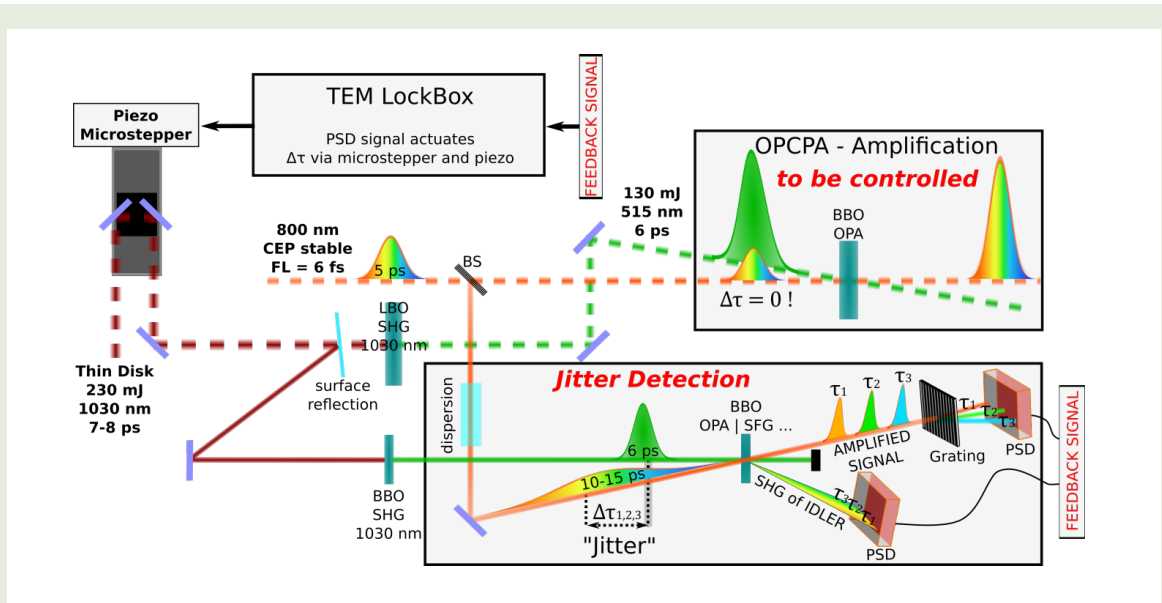 TEM LockBox
PSD signal actuates
Δτ via microstepper and piezo
FEEDBACK SIGNAL
Piezo
Microstepper
OPCPA - Amplification
to be controlled
BBO
OPA
Δτ = 0 !
130 mJ
515 nm
6 ps
800 nm
CEP stable
FL = 6 fs
5 ps
BS
LBO
SHG
1030 nm
Thin Disk
230 mJ
1030 nm
7-8 ps
surface
reflection
BBO
SHG
1030 nm
Jitter Detection
dispersion
6 ps
10-15 ps
Δτ1,2,3
"Jitter"
BBO
OPA | SFG ...
τ1
τ2
τ3
AMPLIFIED
SIGNAL
Grating
τ1
τ2
τ3
PSD
SHG of IDLER
τ3
τ2
τ1
PSD
FEEDBACK SIGNAL